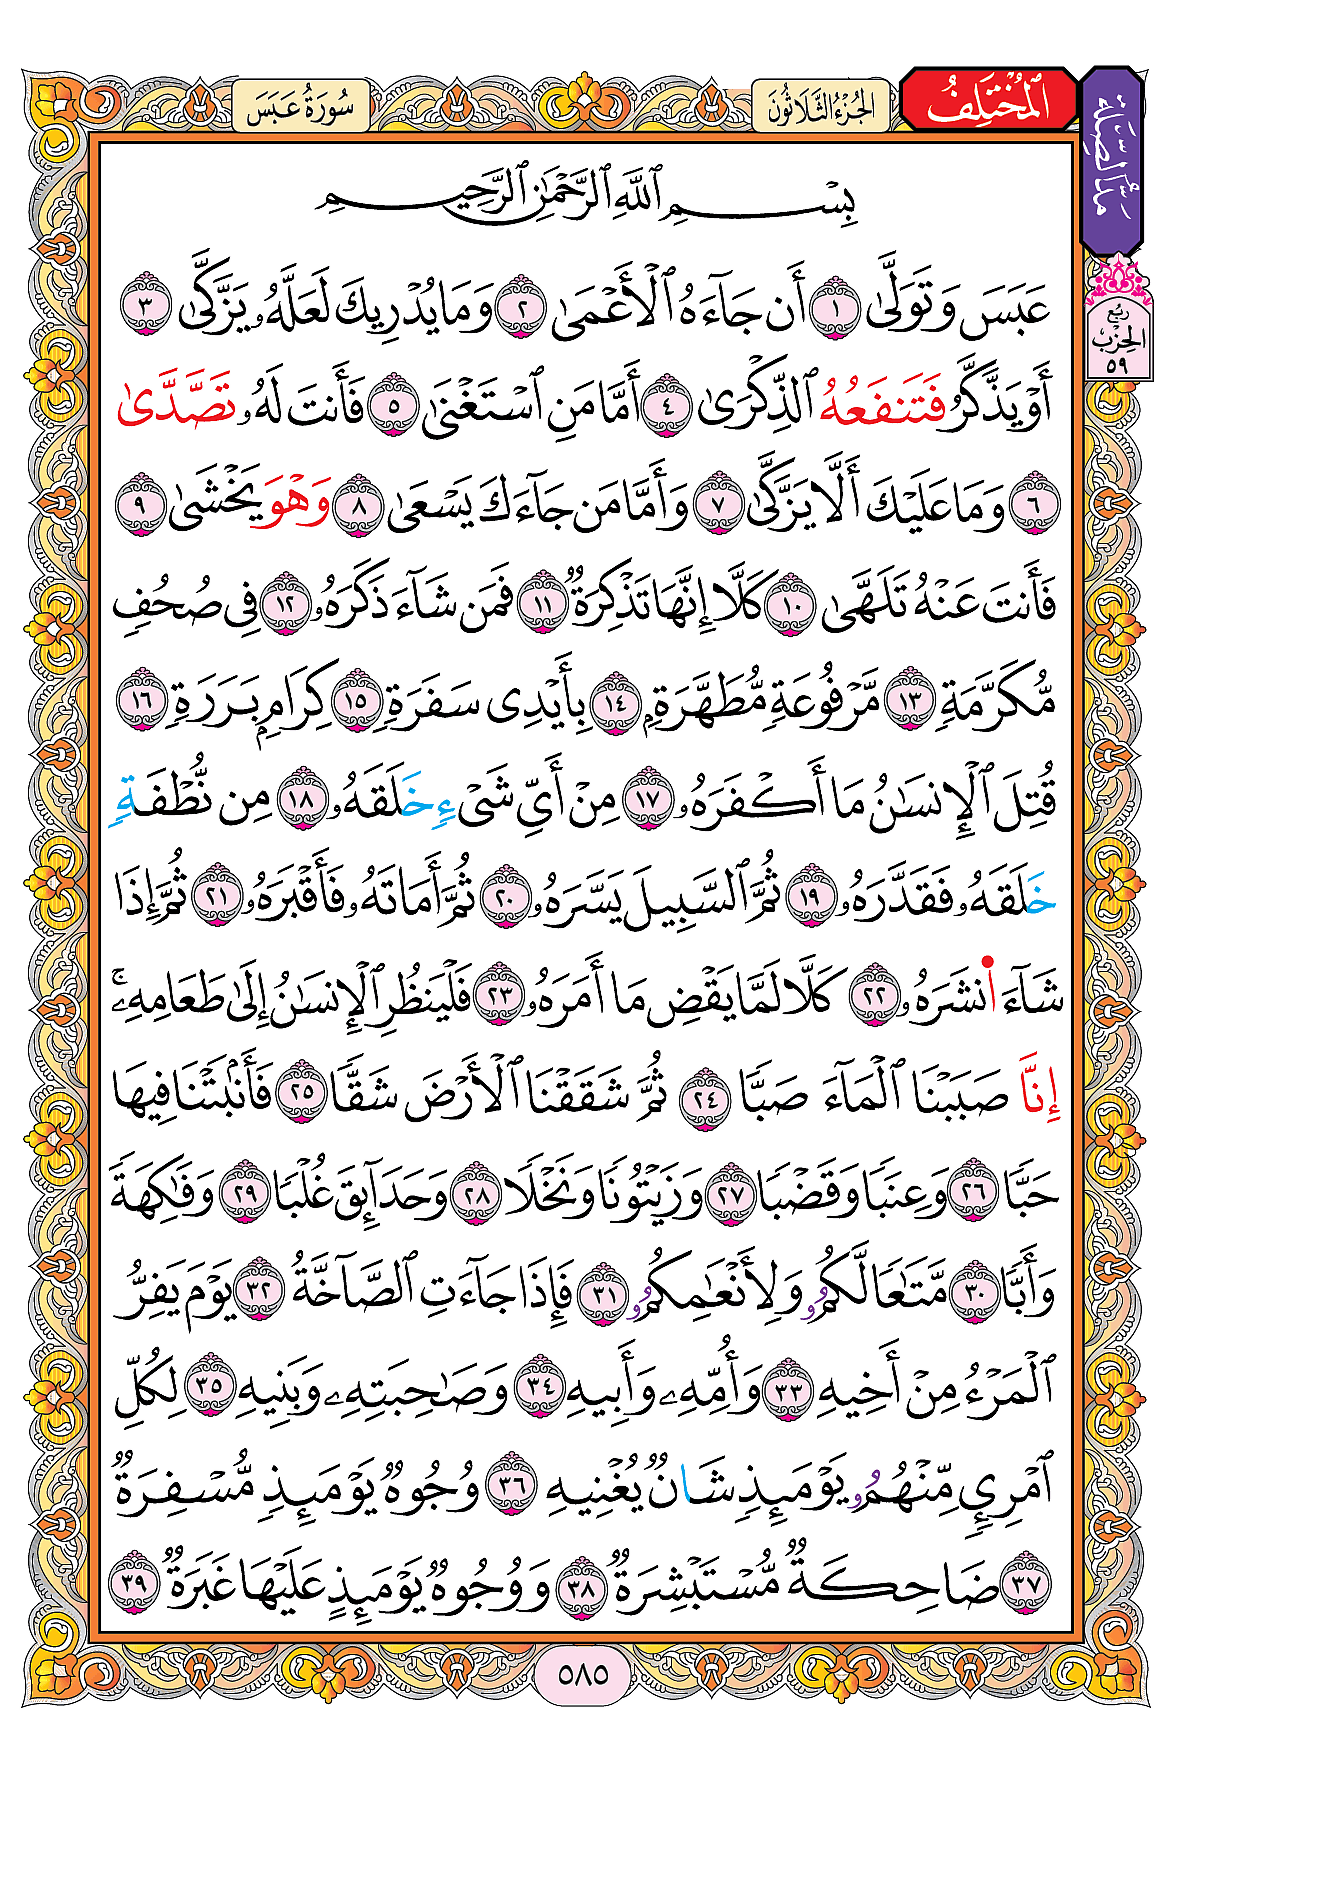 المُخْتَلِفُ
مَدُّ الصِّلَة
الجُزْءُ الثَّلَاثُونَ
سُورَةُ عَبَسَ
رُبُع
الحِزْب
٥٩
بِسْمِ ٱللَّهِ ٱلرَّحْمَٰنِ ٱلرَّحِيمِ
عَبَسَ وَتَوَلَّىٰ ١ أَن جَآءَهُ ٱلْأَعْمَىٰ ٢ وَمَا يُدْرِيكَ لَعَلَّهُۥ يَزَّكَّىٰ ٣
أَوْ يَذَّكَّرُ فَتَنفَعُهُ ٱلذِّكْرَىٰ ٤ أَمَّا مَنِ ٱسْتَغْنَىٰ ٥ فَأَنتَ لَهُۥ تَصَّدَّىٰ
٦ وَمَا عَلَيْكَ أَلَّا يَزَّكَّىٰ ٧ وَأَمَّا مَن جَآءَكَ يَسْعَىٰ ٨ وَهْوَ يَخْشَىٰ ٩
فَأَنتَ عَنْهُ تَلَهَّىٰ ١٠ كَلَّآ إِنَّهَا تَذْكِرَةٌ ١١ فَمَن شَآءَ ذَكَرَهُۥ ١٢ فِى صُحُفٍ
مُّكَرَّمَةٍ ١٣ مَّرْفُوعَةٍ مُّطَهَّرَةٍۭ ١٤ بِأَيْدِى سَفَرَةٍ ١٥ كِرَامٍۭ بَرَرَةٍ ١٦
قُتِلَ ٱلْإِنسَٰنُ مَا أَكْفَرَهُۥ ١٧ مِنْ أَيِّ شَىْءٍ خَلَقَهُۥ ١٨ مِن نُّطْفَةٍ
خَلَقَهُۥ فَقَدَّرَهُۥ ١٩ ثُمَّ ٱلسَّبِيلَ يَسَّرَهُۥ ٢٠ ثُمَّ أَمَاتَهُۥ فَأَقْبَرَهُۥ ٢١ ثُمَّ إِذَا
شَآءَ اَ۬نشَرَهُۥ ٢٢ كَلَّا لَمَّا يَقْضِ مَا أَمَرَهُۥ ٢٣ فَلْيَنظُرِ ٱلْإِنسَٰنُ إِلَىٰ طَعَامِهِۦ ۚ
إِنَّا صَبَبْنَا ٱلْمَآءَ صَبًّا ٢٤ ثُمَّ شَقَقْنَا ٱلْأَرْضَ شَقًّا ٢٥ فَأَنۢبَتْنَا فِيهَا
حَبًّا ٢٦ وَعِنَبًا وَقَضْبًا ٢٧ وَزَيْتُونًا وَنَخْلًا ٢٨ وَحَدَآئِقَ غُلْبًا ٢٩ وَفَٰكِهَةً
وَأَبًّا ٣٠ مَّتَٰعًا لَّكُمُۥ وَلِأَنْعَٰمِكُمُۥ ٣١ فَإِذَا جَآءَتِ ٱلصَّآخَّةُ ٣٢ يَوْمَ يَفِرُّ
ٱلْمَرْءُ مِنْ أَخِيهِ ٣٣ وَأُمِّهِۦ وَأَبِيهِ ٣٤ وَصَٰحِبَتِهِۦ وَبَنِيهِ ٣٥ لِكُلِّ
ٱمْرِيٍٕ مِّنْهُمُۥ يَوْمَئِذٍ شَانٌ يُغْنِيهِ ٣٦ وُجُوهٌ يَوْمَئِذٍ مُّسْفِرَةٌ
٣٧ ضَاحِكَةٌ مُّسْتَبْشِرَةٌ ٣٨ وَوُجُوهٌ يَوْمَئِذٍ عَلَيْهَا غَبَرَةٌ ٣٩
٥٨٥